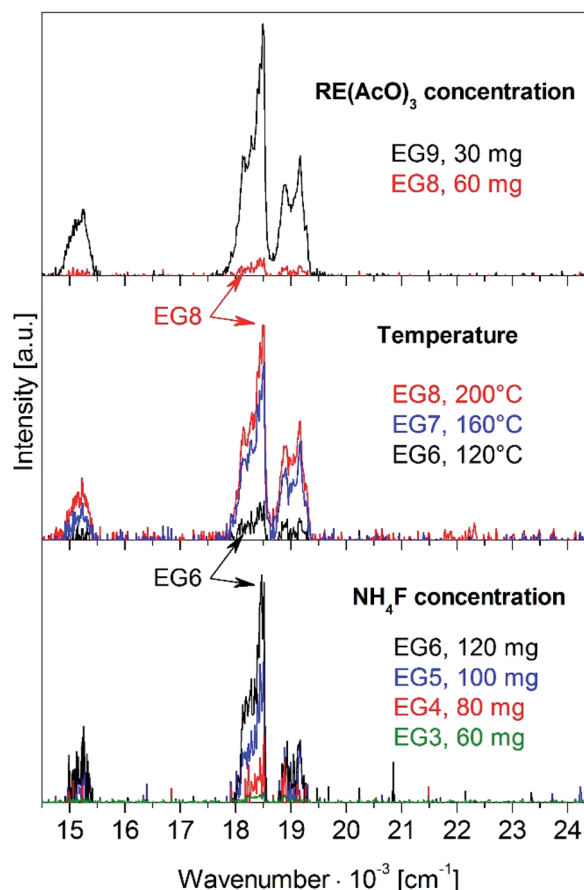 RE(AcO)₃ concentration
EG9, 30 mg
EG8, 60 mg
EG8
Temperature
EG8, 200°C
EG7, 160°C
EG6, 120°C
EG6
NH₄F concentration
EG6, 120 mg
EG5, 100 mg
EG4, 80 mg
EG3, 60 mg
Intensity [a.u.]
15 16 17 18 19 20 21 22 23 24
Wavenumber · 10⁻³ [cm⁻¹]